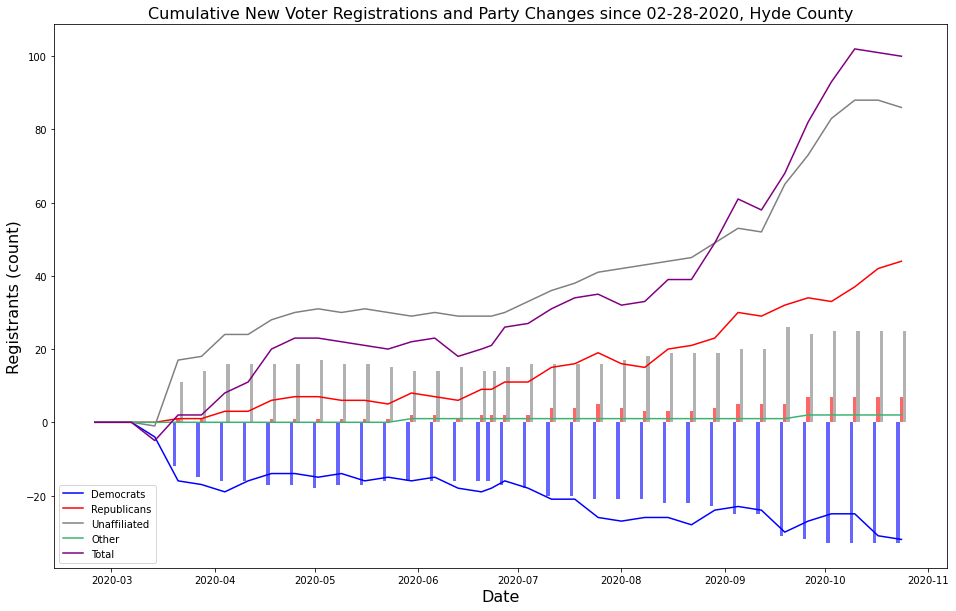 Cumulative New Voter Registrations and Party Changes since 02-28-2020, Hyde County
Registrants (count)
100
80
60
40
20
0
−20
Democrats
Republicans
Unaffiliated
Other
Total
2020-03
2020-04
2020-05
2020-06
2020-07
2020-08
2020-09
2020-10
2020-11
Date